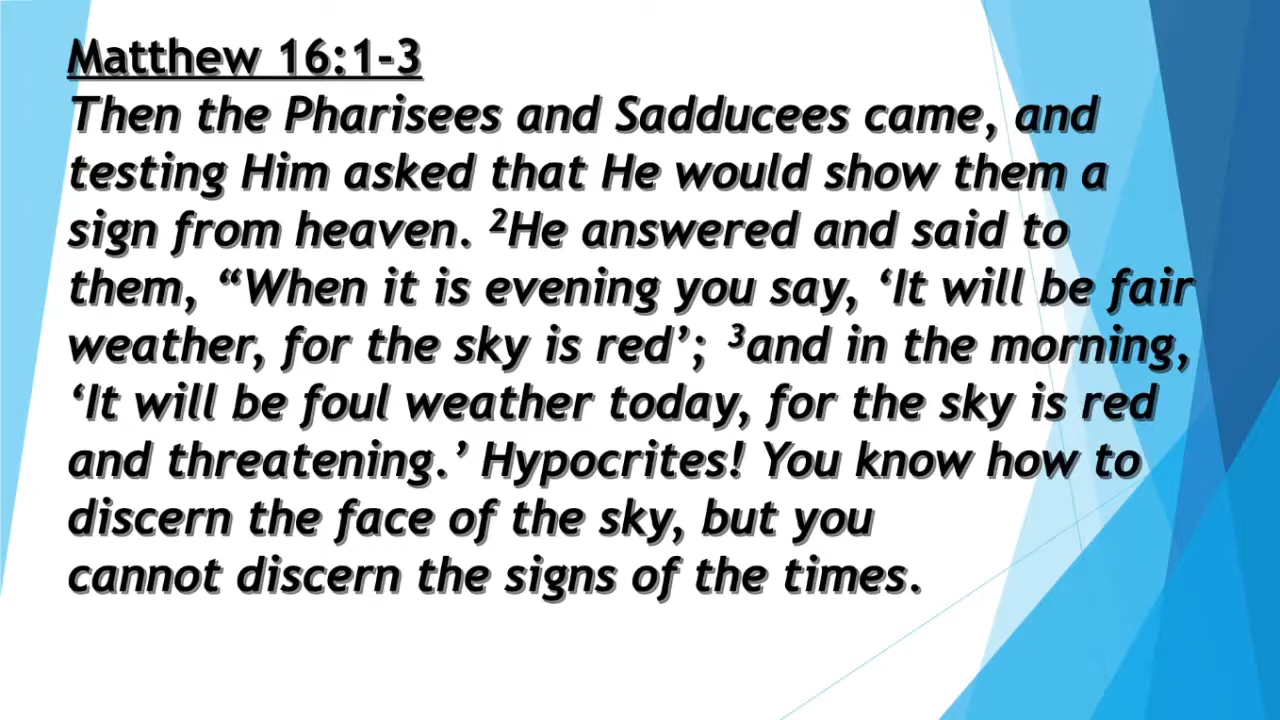 Matthew 16:1-3
Then the Pharisees and Sadducees came, and
testing Him asked that He would show them a
sign from heaven. ²He answered and said to
them, “When it is evening you say, ‘It will be fair
weather, for the sky is red’; ³and in the morning,
‘It will be foul weather today, for the sky is red
and threatening.’ Hypocrites! You know how to
discern the face of the sky, but you
cannot discern the signs of the times.